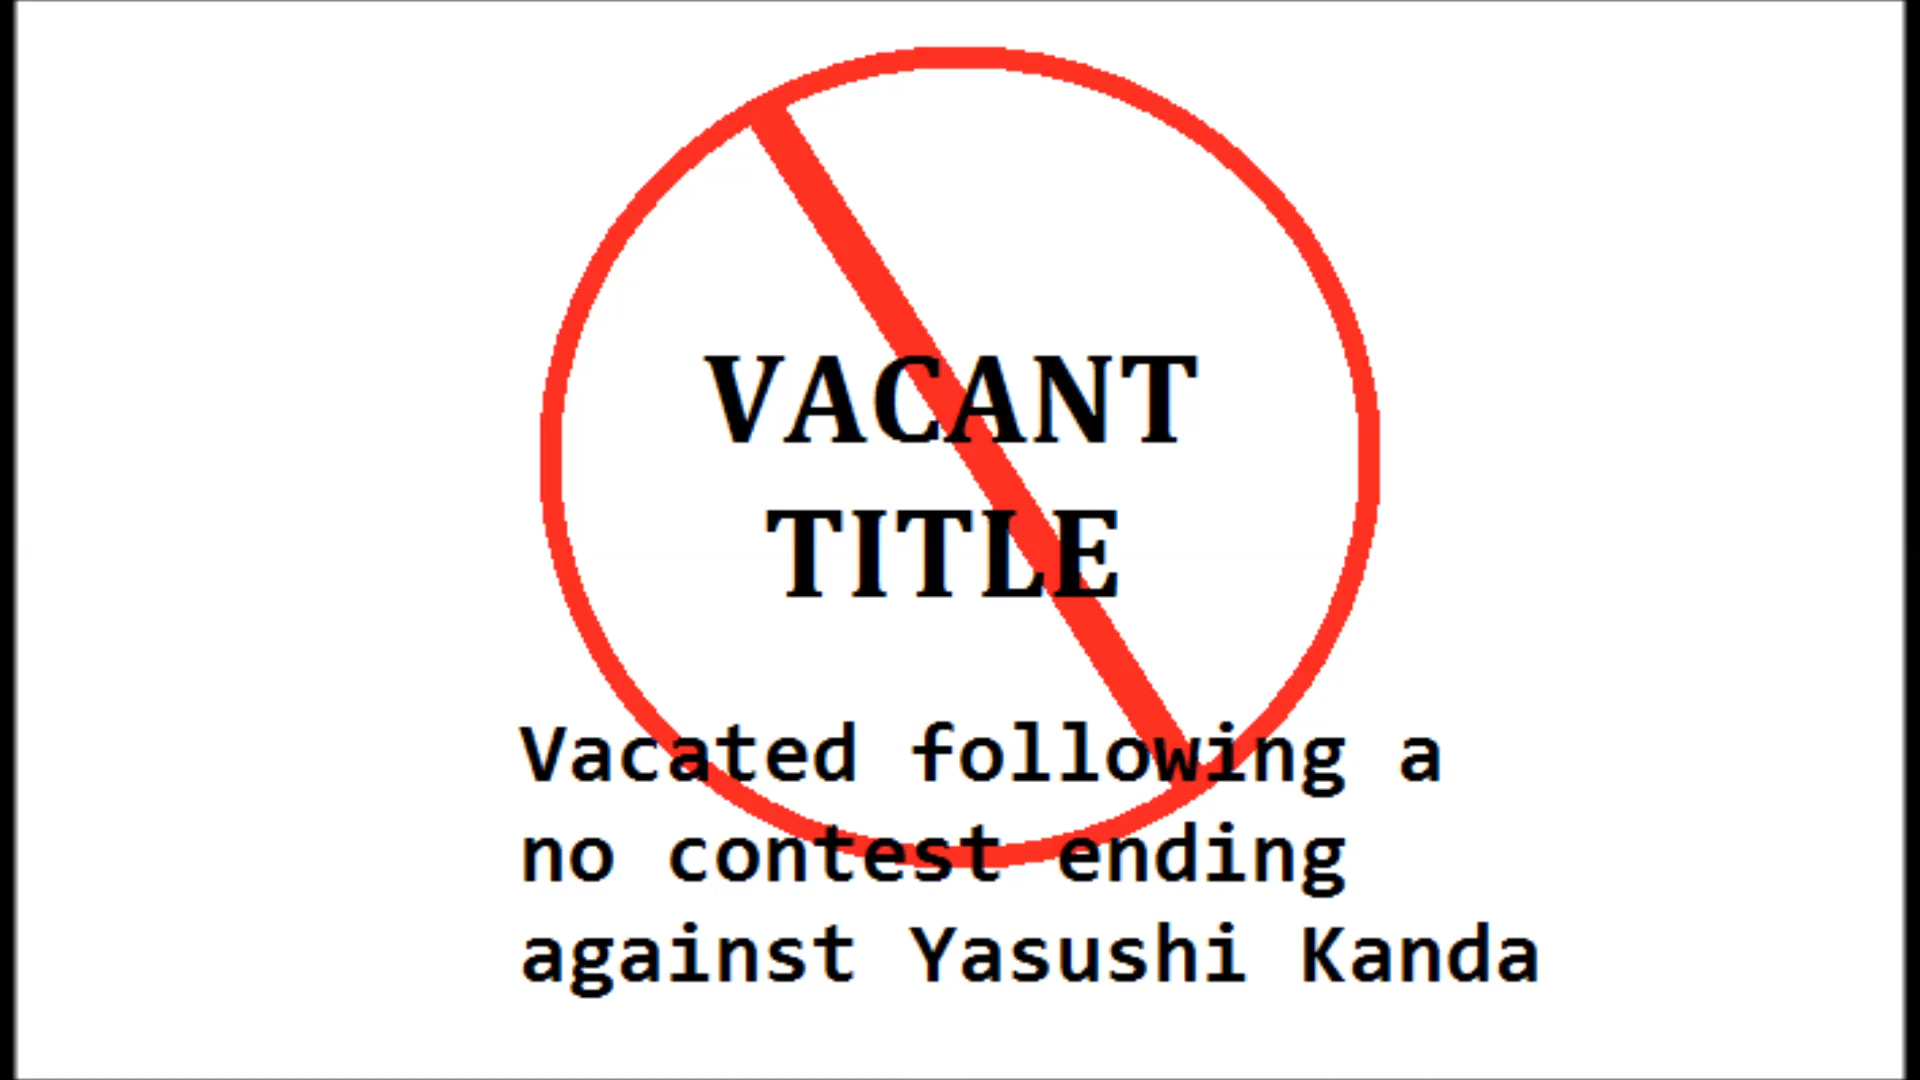 VACANT
TITLE
Vacated following a
no contest ending
against Yasushi Kanda